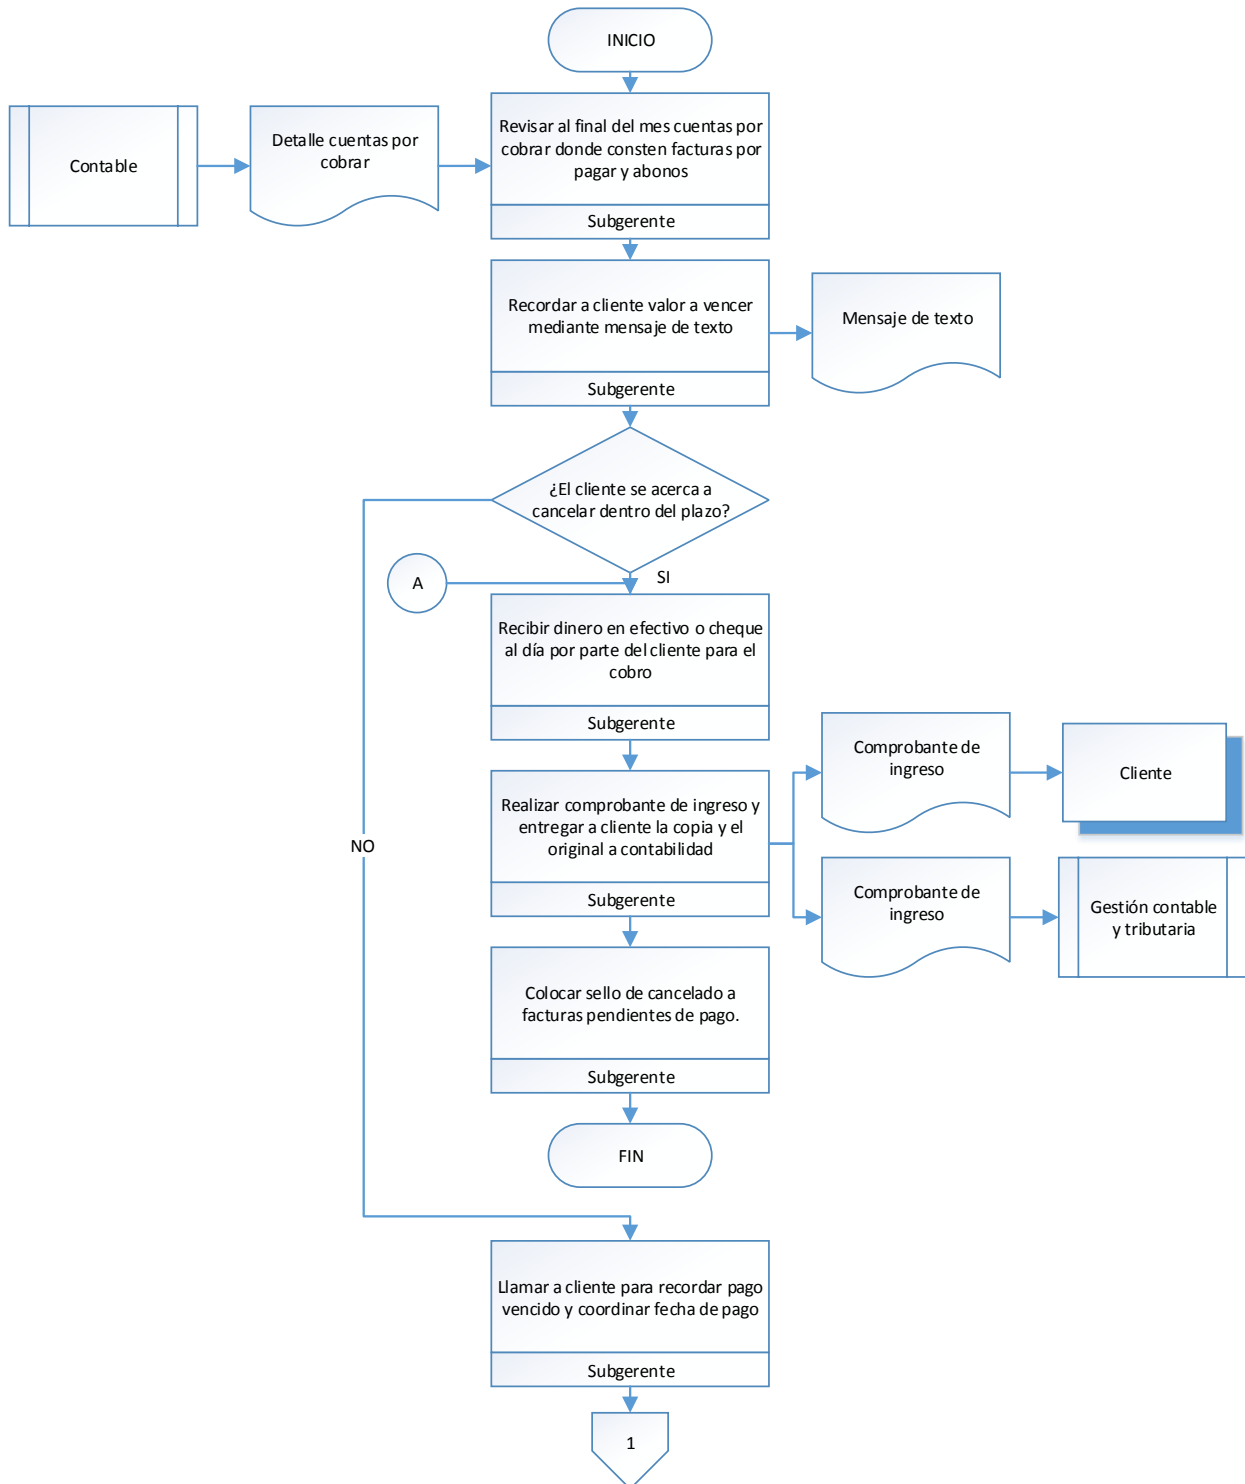 INICIO
Contable
Detalle cuentas por
cobrar
Revisar al final del mes cuentas por
cobrar donde consten facturas por
pagar y abonos
Subgerente
Recordar a cliente valor a vencer
mediante mensaje de texto
Subgerente
Mensaje de texto
¿El cliente se acerca a
cancelar dentro del plazo?
A
SI
Recibir dinero en efectivo o cheque
al día por parte del cliente para el
cobro
Subgerente
NO
Realizar comprobante de ingreso y
entregar a cliente la copia y el
original a contabilidad
Subgerente
Comprobante de
ingreso
Cliente
Comprobante de
ingreso
Gestión contable
y tributaria
Colocar sello de cancelado a
facturas pendientes de pago.
Subgerente
FIN
Llamar a cliente para recordar pago
vencido y coordinar fecha de pago
Subgerente
1